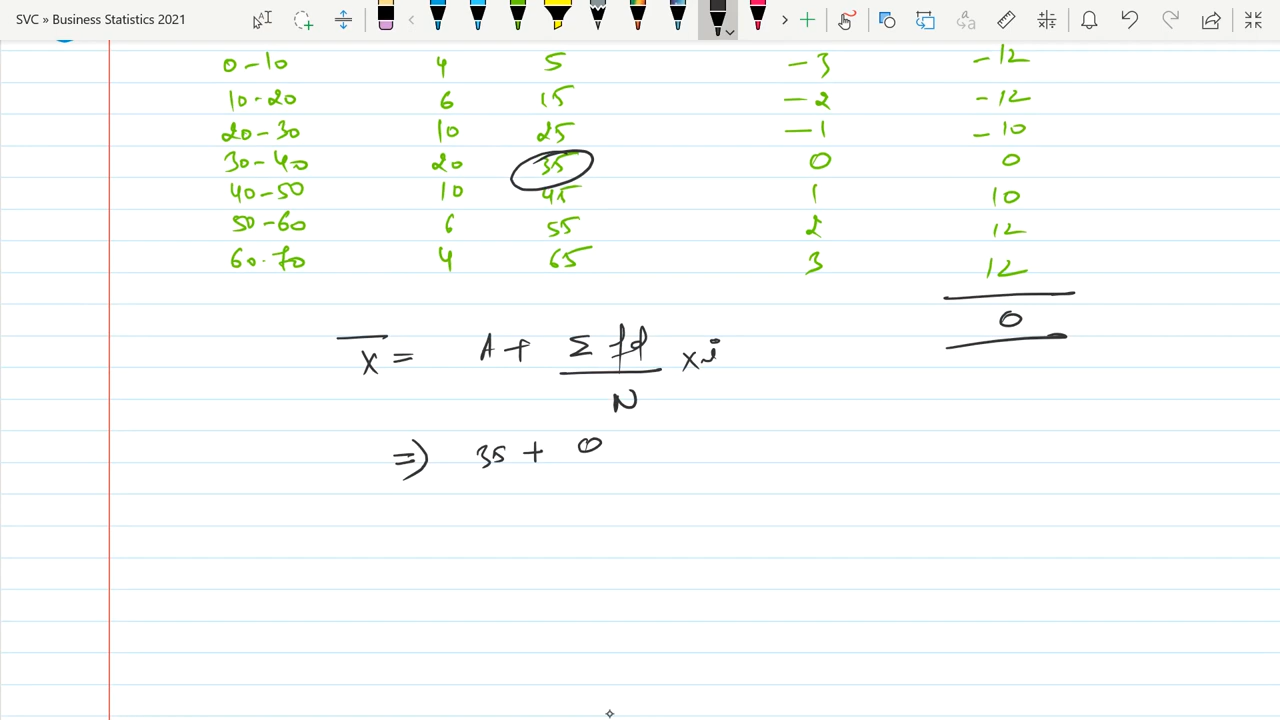 SVC » Business Statistics 2021
0-10 4 5 -3 -12
10-20 6 15 -2 -12
20-30 10 25 -1 -10
30-40 20 35 0 0
40-50 10 45 1 10
50-60 6 55 2 12
60-70 4 65 3 12
0
X̅ = A + Σfd / N × i
⇒ 35 + 0